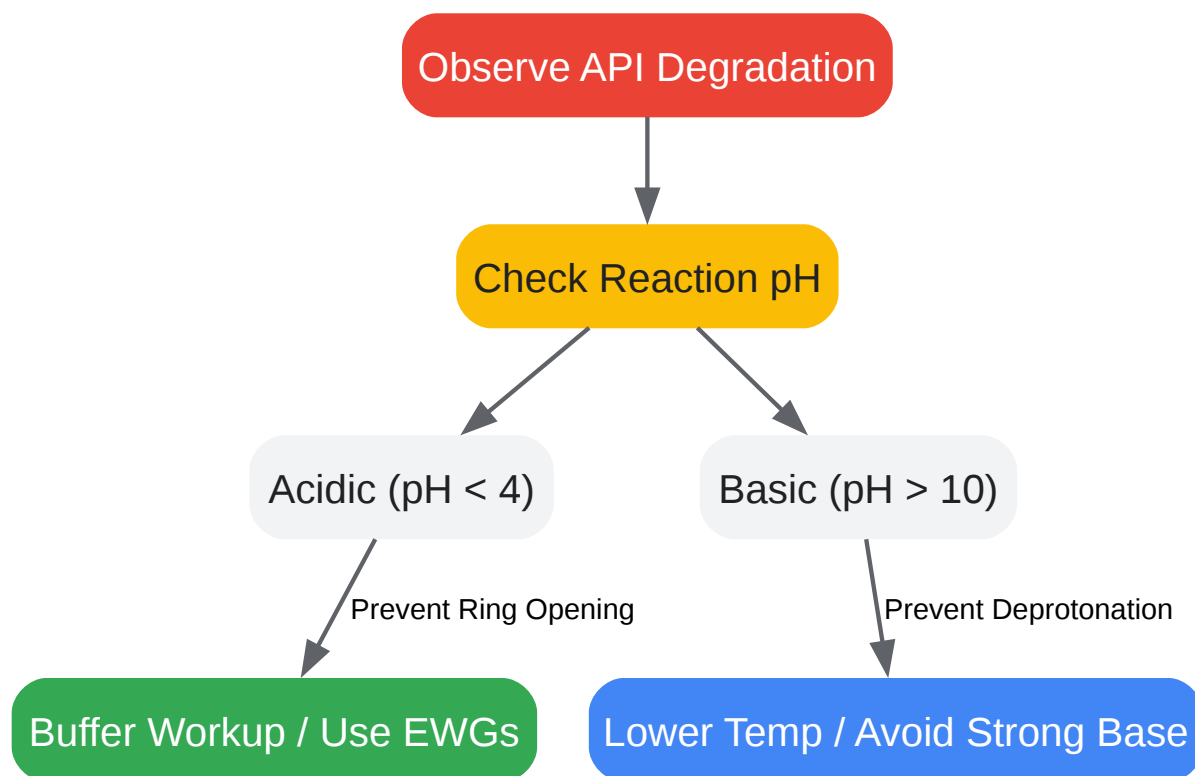 Observe API Degradation
Check Reaction pH
Acidic (pH < 4)
Basic (pH > 10)
Prevent Ring Opening
Prevent Deprotonation
Buffer Workup / Use EWGs
Lower Temp / Avoid Strong Base